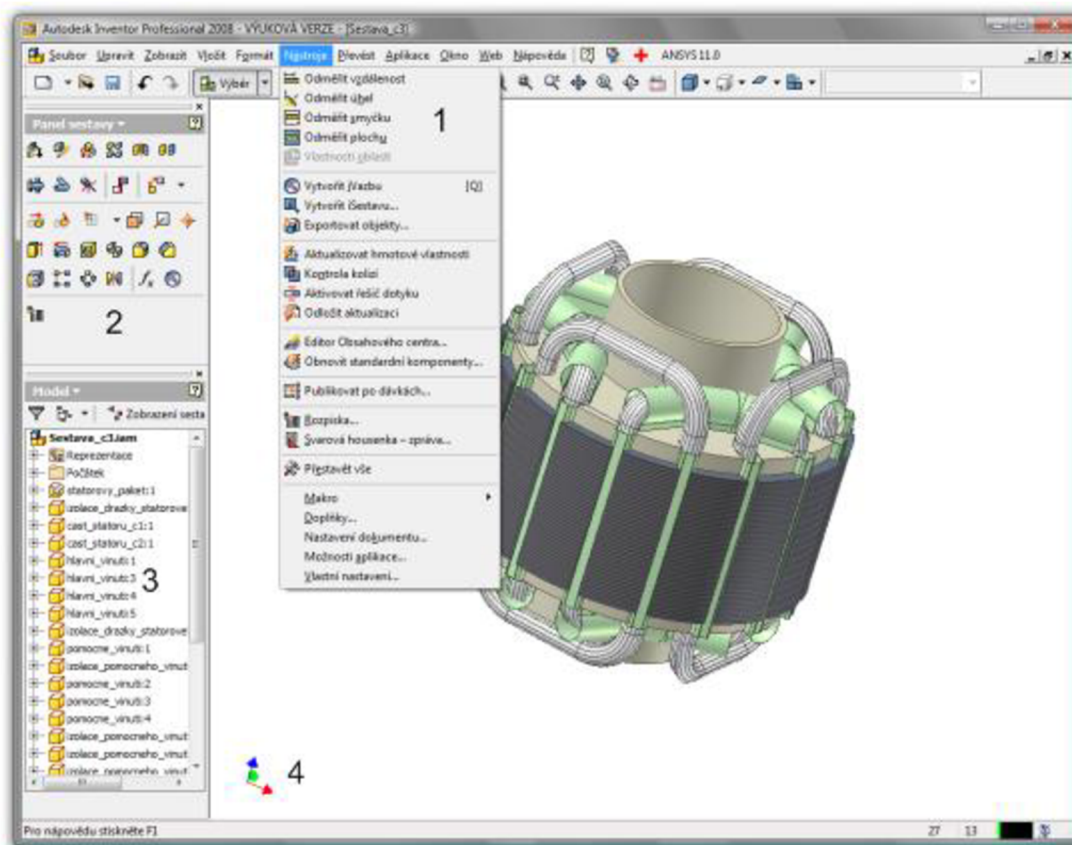 Autodesk Inventor Professional 2008 - VÝUKOVÁ VERZE - [Sestava_c3]
Soubor Upravit Zobrazit Vložit Formát Nástroje Převést Aplikace Okno Web Nápověda ANSYS 11.0
Výběr
Odměřit vzdálenost
Odměřit úhel
Odměřit smyčku
Odměřit plochu
Vlastnosti oblasti
1
Vytvořit iVazbu [Q]
Vytvořit iSestavu...
Exportovat objekty...
Aktualizovat hmotové vlastnosti
Kontrola kolizí
Aktivovat řešič dotyku
Odložit aktualizaci
Editor Obsahového centra...
Obnovit standardní komponenty...
Publikovat po dávkách...
Rozpiska...
Svarová housenka – zpráva...
Přestavět vše
Makro
Doplňky...
Nastavení dokumentu...
Možnosti aplikace...
Vlastní nastavení...
Panel sestavy
2
Model
Zobrazení sesta
Sestava_c3.iam
Reprezentace
Počátek
statorovy_paket:1
izolace_drazky_statorove
cast_statoru_c1:1
cast_statoru_c2:1
hlavni_vinuti:1
hlavni_vinuti:3
3
hlavni_vinuti:4
hlavni_vinuti:5
izolace_drazky_statorove
pomocne_vinuti:1
izolace_pomocneho_vinut
pomocne_vinuti:2
pomocne_vinuti:3
pomocne_vinuti:4
izolace_pomocneho_vinut
izolace_pomocneho_vinut
izolace_pomocneho_vinut
4
Pro nápovědu stiskněte F1
27 13